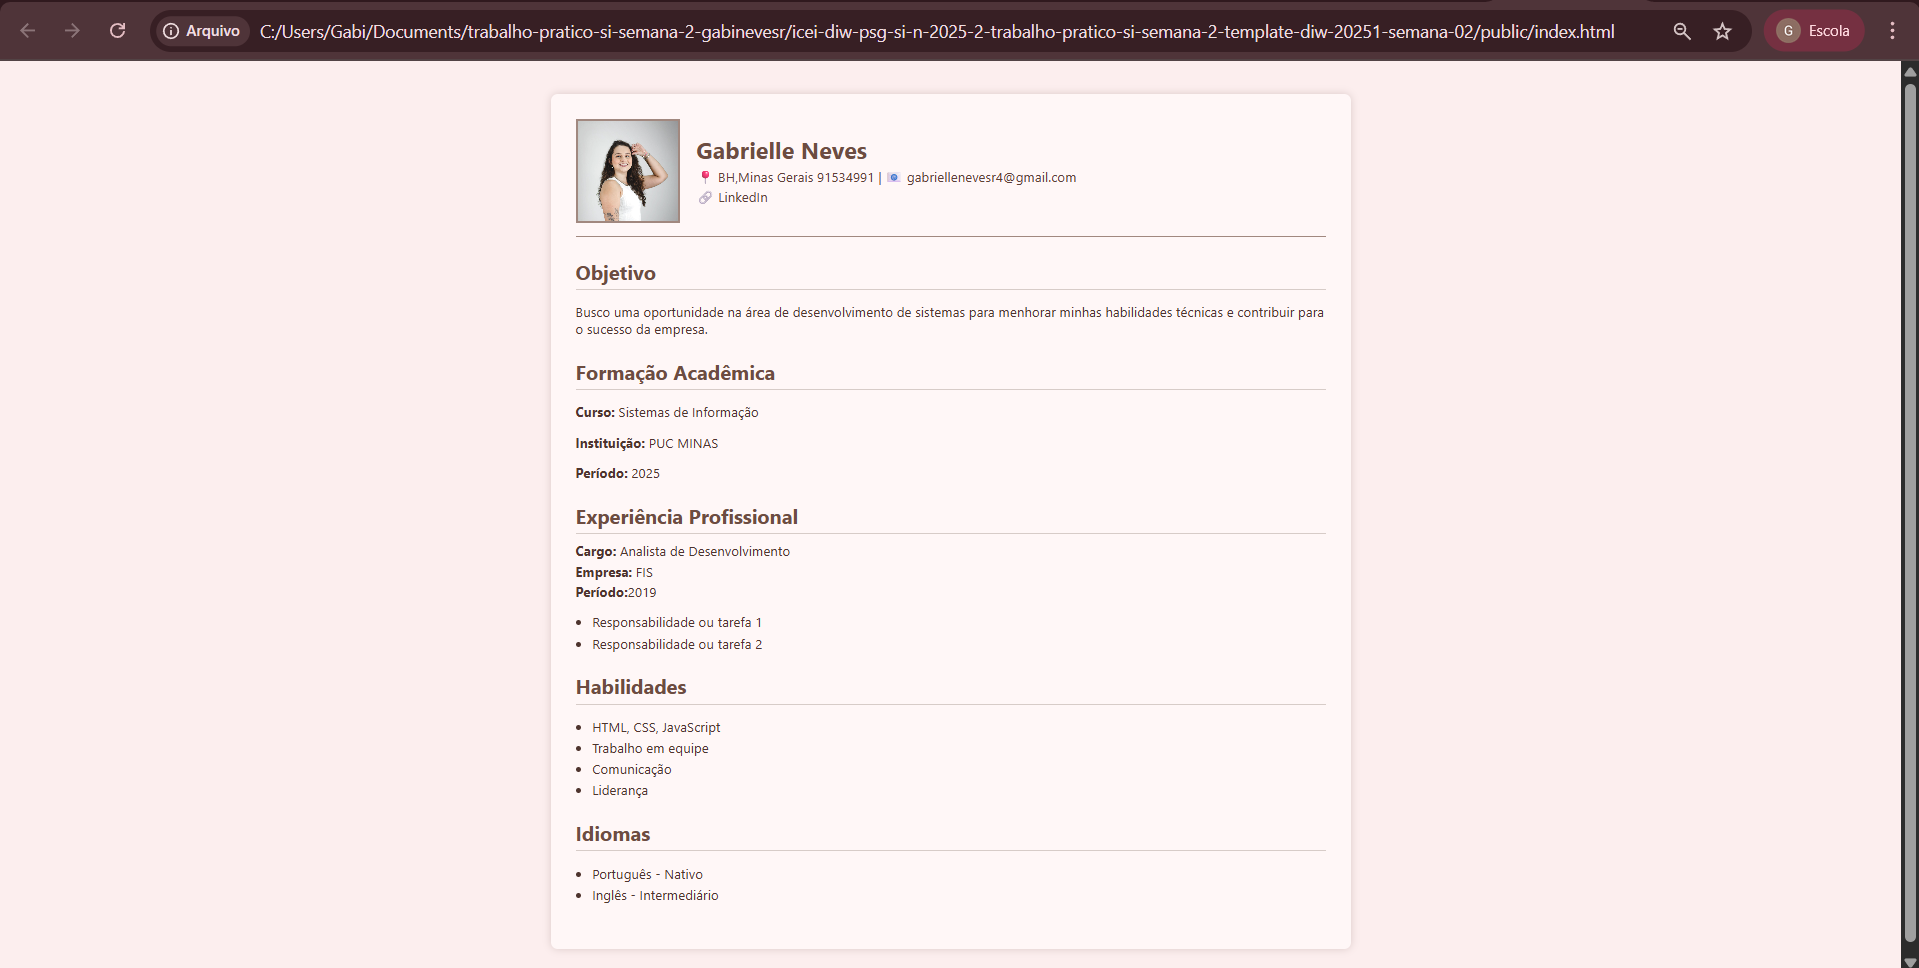 Arquivo
C:/Users/Gabi/Documents/trabalho-pratico-si-semana-2-gabinevesr/icei-diw-psg-si-n-2025-2-trabalho-pratico-si-semana-2-template-diw-20251-semana-02/public/index.html
G Escola
Gabrielle Neves
📍 BH,Minas Gerais 91534991 | 📧 gabriellenevesr4@gmail.com
🔗 LinkedIn
Objetivo
Busco uma oportunidade na área de desenvolvimento de sistemas para menhorar minhas habilidades técnicas e contribuir para
o sucesso da empresa.
Formação Acadêmica
Curso: Sistemas de Informação
Instituição: PUC MINAS
Período: 2025
Experiência Profissional
Cargo: Analista de Desenvolvimento
Empresa: FIS
Período:2019
• Responsabilidade ou tarefa 1
• Responsabilidade ou tarefa 2
Habilidades
• HTML, CSS, JavaScript
• Trabalho em equipe
• Comunicação
• Liderança
Idiomas
• Português - Nativo
• Inglês - Intermediário